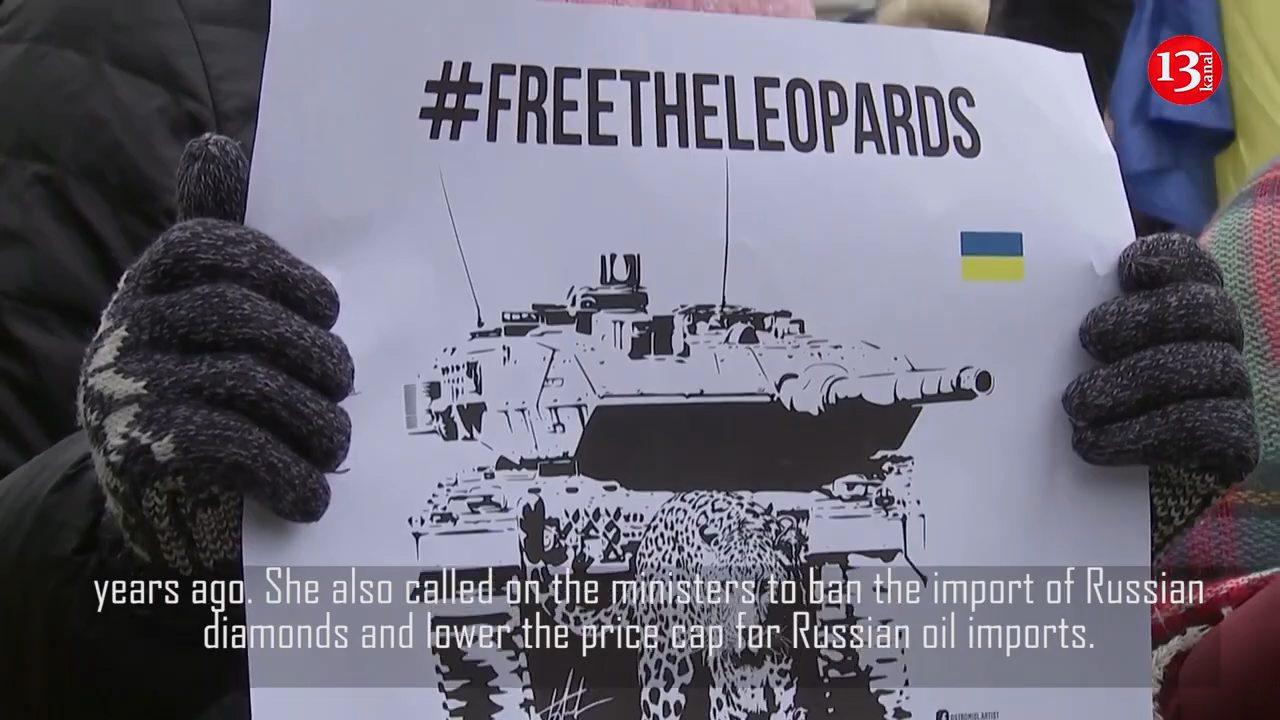 #FREETHELEOPARDS
13
kanal
years ago. She also called on the ministers to ban the import of Russian
diamonds and lower the price cap for Russian oil imports.